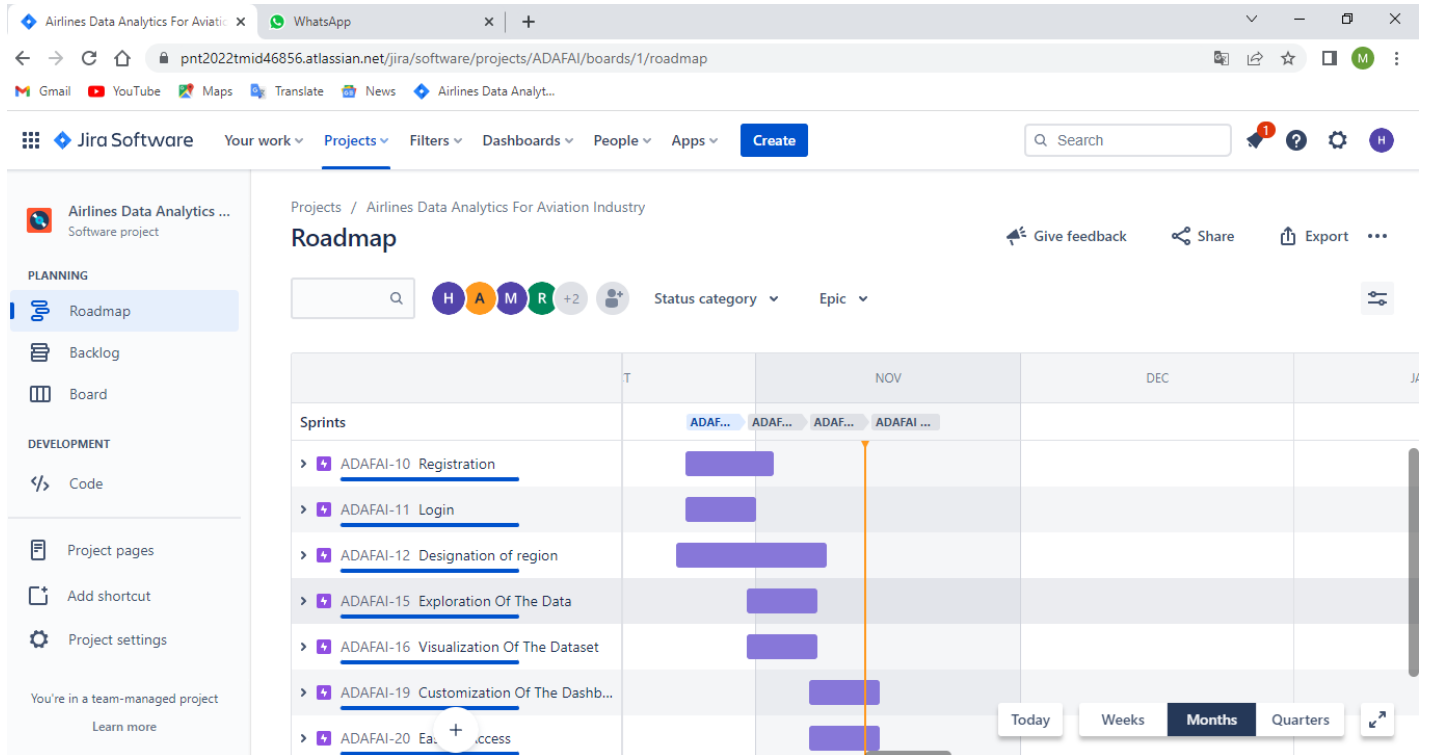 Airlines Data Analytics For Aviatic
WhatsApp
pnt2022tmid46856.atlassian.net/jira/software/projects/ADAFAI/boards/1/roadmap
M
Gmail YouTube Maps Translate News Airlines Data Analyt...
Jira Software Your work Projects Filters Dashboards People Apps Create Search 1 H
Airlines Data Analytics ...
Software project
PLANNING
Roadmap
Backlog
Board
DEVELOPMENT
Code
Project pages
Add shortcut
Project settings
You're in a team-managed project
Learn more
Projects / Airlines Data Analytics For Aviation Industry
Roadmap
Give feedback Share Export
H A M R +2 Status category Epic
NOV DEC
Sprints ADAF... ADAF... ADAF... ADAFAI ...
ADAFAI-10 Registration
ADAFAI-11 Login
ADAFAI-12 Designation of region
ADAFAI-15 Exploration Of The Data
ADAFAI-16 Visualization Of The Dataset
ADAFAI-19 Customization Of The Dashb...
ADAFAI-20
Today Weeks Months Quarters